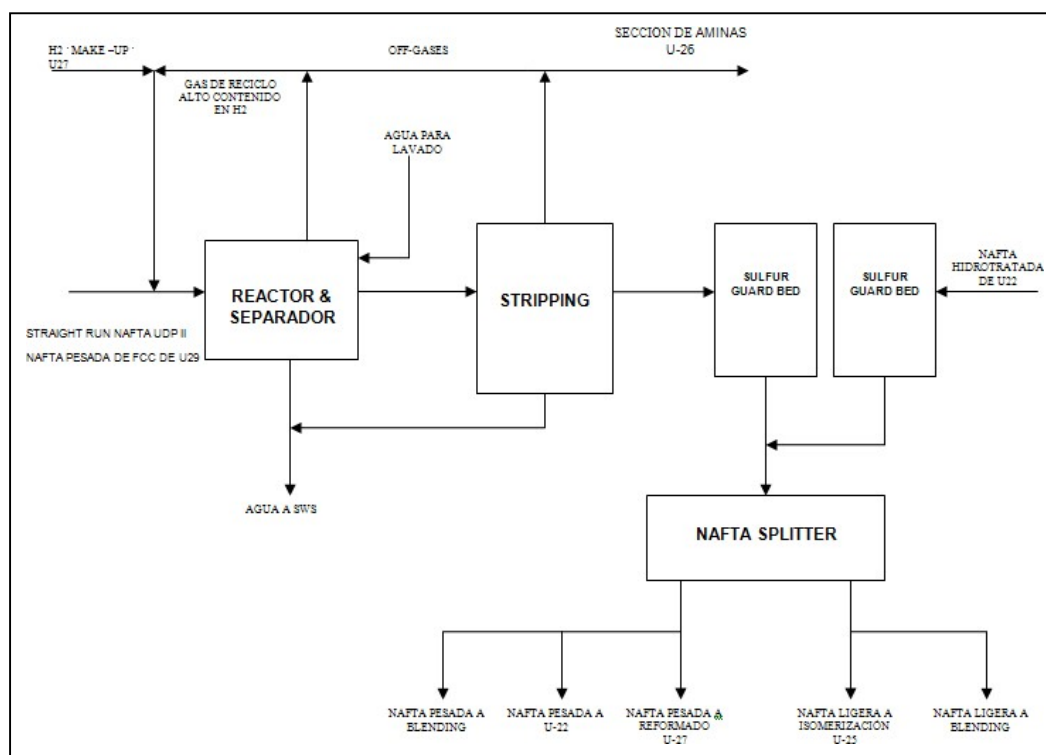 SECCION DE AMINAS
U-26
H2 ¨MAKE –UP¨
U27
OFF-GASES
GAS DE RECICLO
ALTO CONTENIDO
EN H2
AGUA PARA
LAVADO
REACTOR &
SEPARADOR
STRIPPING
SULFUR
GUARD BED
SULFUR
GUARD BED
NAFTA
HIDROTRATADA
DE U22
STRAIGHT RUN NAFTA UDP II
NAFTA PESADA DE FCC DE U29
AGUA A SWS
NAFTA SPLITTER
NAFTA PESADA A
BLENDING
NAFTA PESADA A
U-22
NAFTA PESADA A
REFORMADO
U-27
NAFTA LIGERA A
ISOMERIZACIÓN
U-25
NAFTA LIGERA A
BLENDING